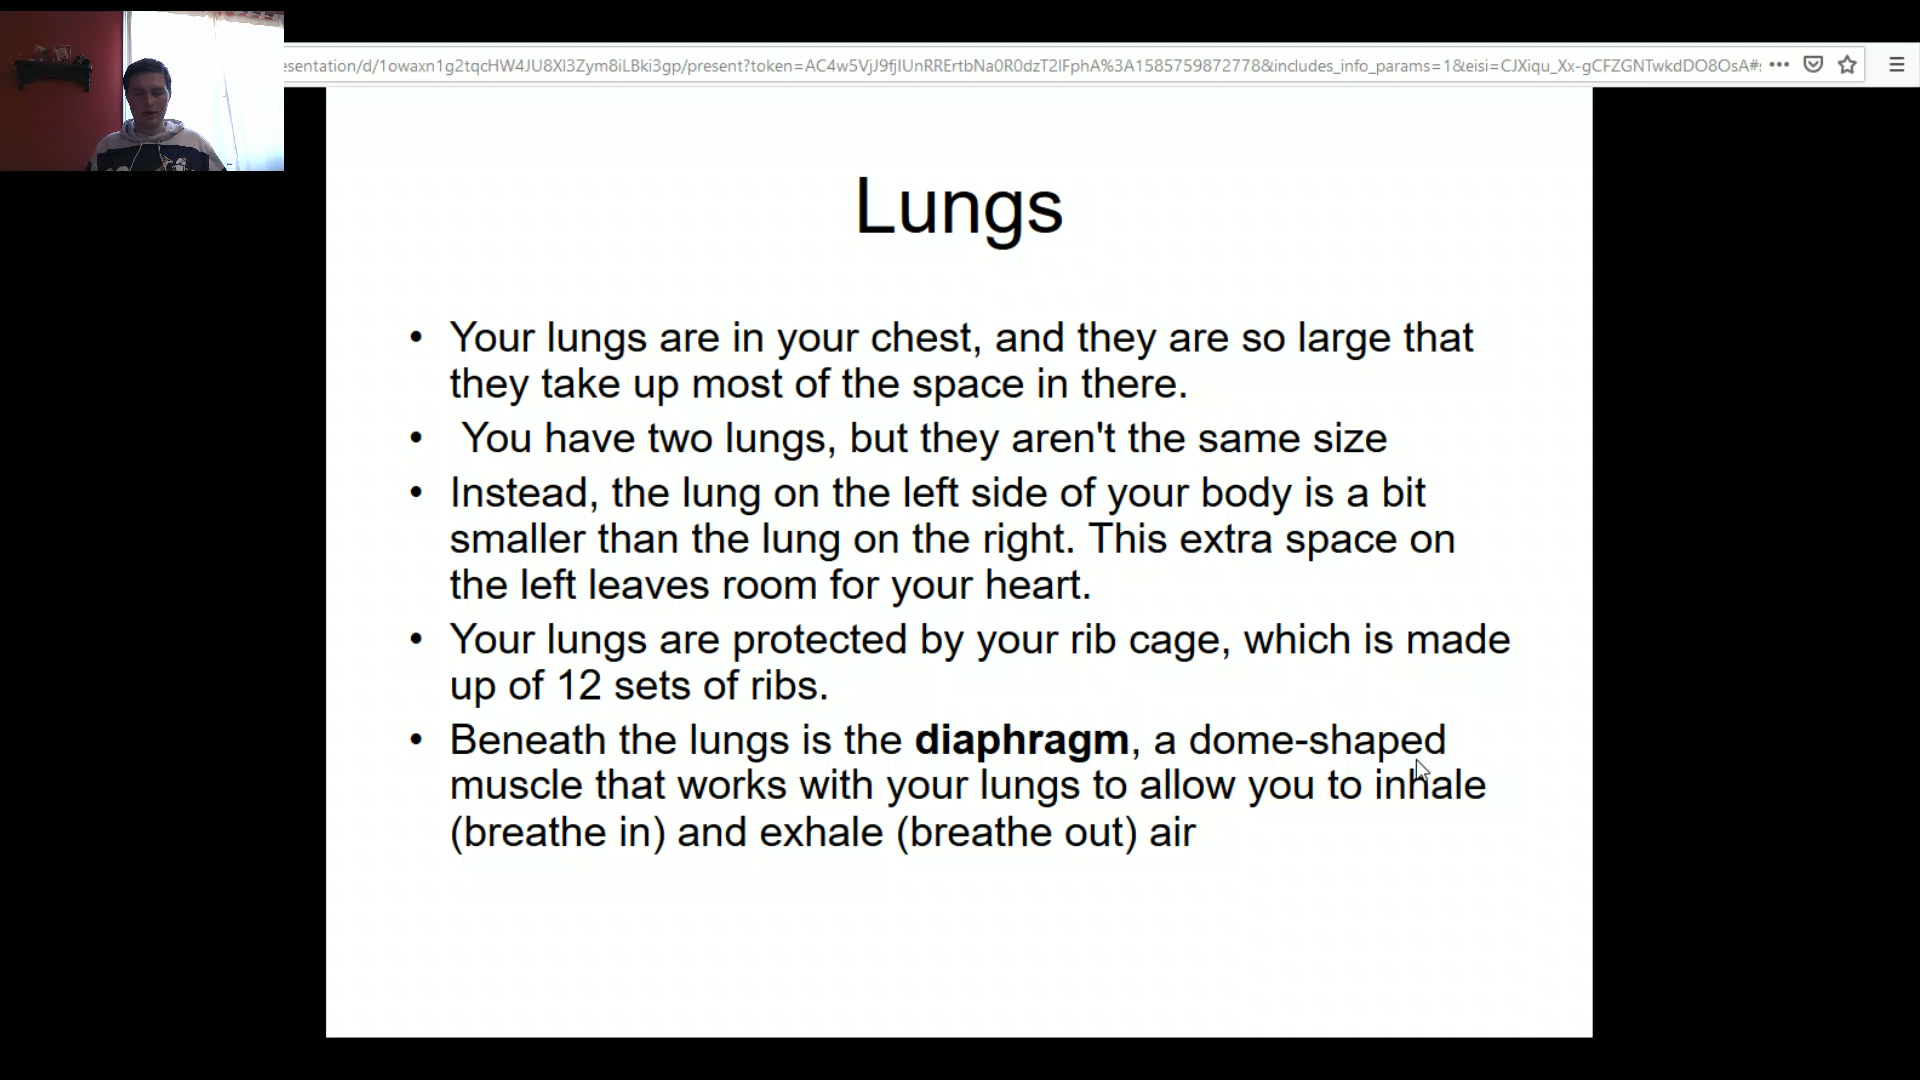 esentation/d/1owaxn1g2tqcHW4JU8Xl3Zym8iLBki3gp/present?token=AC4w5VjJ9fjIUnRRErtbNa0R0dzT2IFphA%3A1585759872778&includes_info_params=1&eisi=CJXiqu_Xx-gCFZGNTwkdDO8OsA#:
Lungs
• Your lungs are in your chest, and they are so large that
they take up most of the space in there.
• You have two lungs, but they aren't the same size
• Instead, the lung on the left side of your body is a bit
smaller than the lung on the right. This extra space on
the left leaves room for your heart.
• Your lungs are protected by your rib cage, which is made
up of 12 sets of ribs.
• Beneath the lungs is the diaphragm, a dome-shaped
muscle that works with your lungs to allow you to inhale
(breathe in) and exhale (breathe out) air